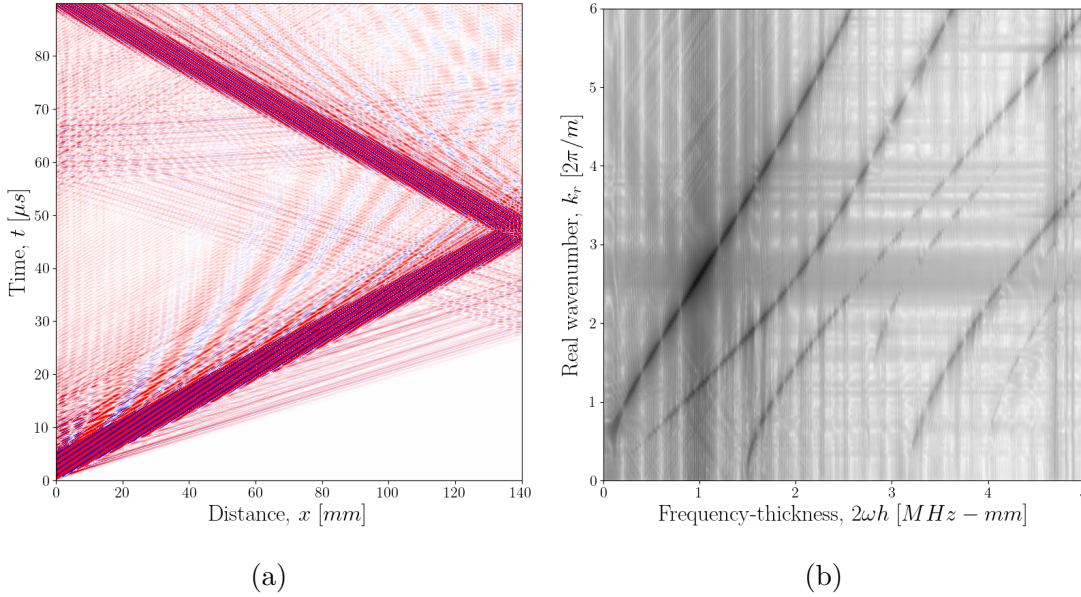 80
70
60
50
40
30
20
10
0
Time, t [μs]
0 20 40 60 80 100 120 140
Distance, x [mm]
(a)
6
5
4
3
2
1
0
Real wavenumber, k_r [2π/m]
0 1 2 3 4
Frequency-thickness, 2ωh [MHz − mm]
(b)